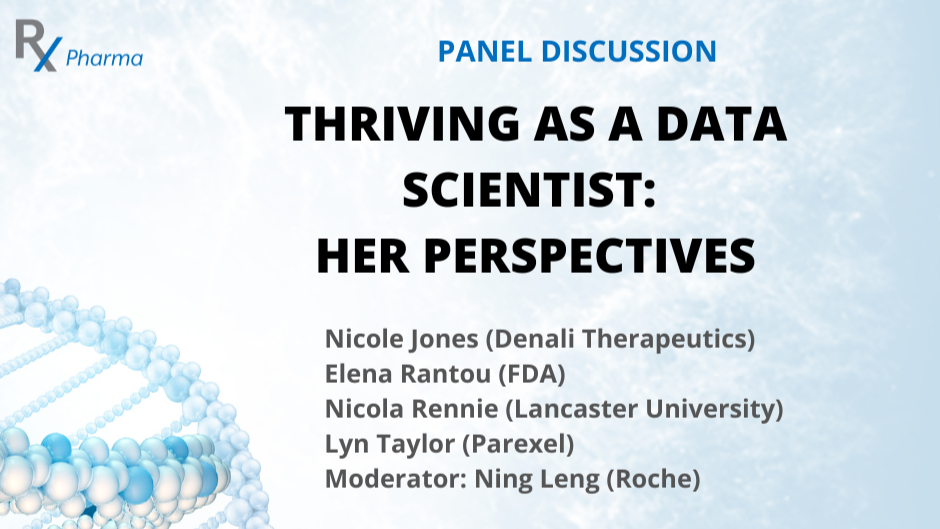 Rx Pharma
PANEL DISCUSSION
THRIVING AS A DATA
SCIENTIST:
HER PERSPECTIVES
Nicole Jones (Denali Therapeutics)
Elena Rantou (FDA)
Nicola Rennie (Lancaster University)
Lyn Taylor (Parexel)
Moderator: Ning Leng (Roche)